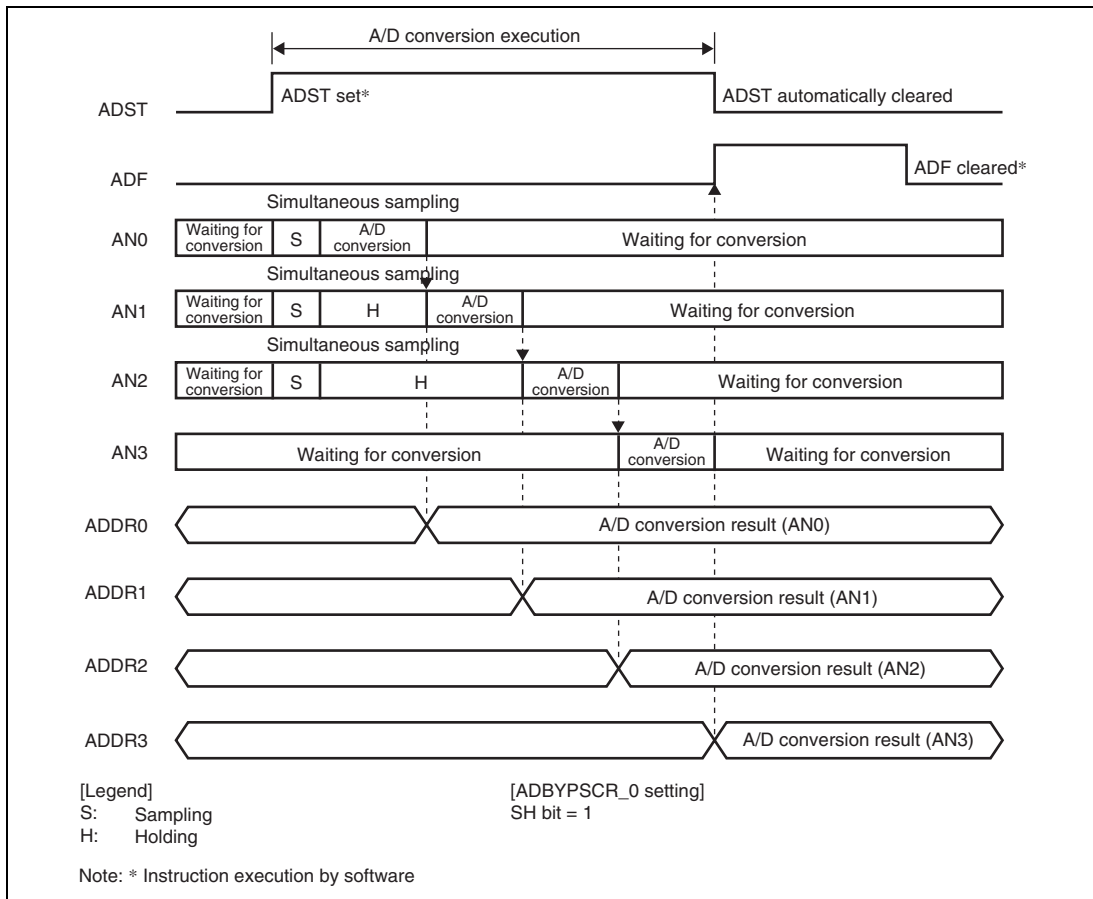 A/D conversion execution
ADST
ADST set*
ADST automatically cleared
ADF
ADF cleared*
Simultaneous sampling
AN0
Waiting for
conversion
S
A/D
conversion
Waiting for conversion
Simultaneous sampling
AN1
Waiting for
conversion
S
H
A/D
conversion
Waiting for conversion
Simultaneous sampling
AN2
Waiting for
conversion
S
H
A/D
conversion
Waiting for conversion
AN3
Waiting for conversion
A/D
conversion
Waiting for conversion
ADDR0
A/D conversion result (AN0)
ADDR1
A/D conversion result (AN1)
ADDR2
A/D conversion result (AN2)
ADDR3
A/D conversion result (AN3)
[Legend]
S: Sampling
H: Holding
[ADBYPSCR_0 setting]
SH bit = 1
Note: * Instruction execution by software